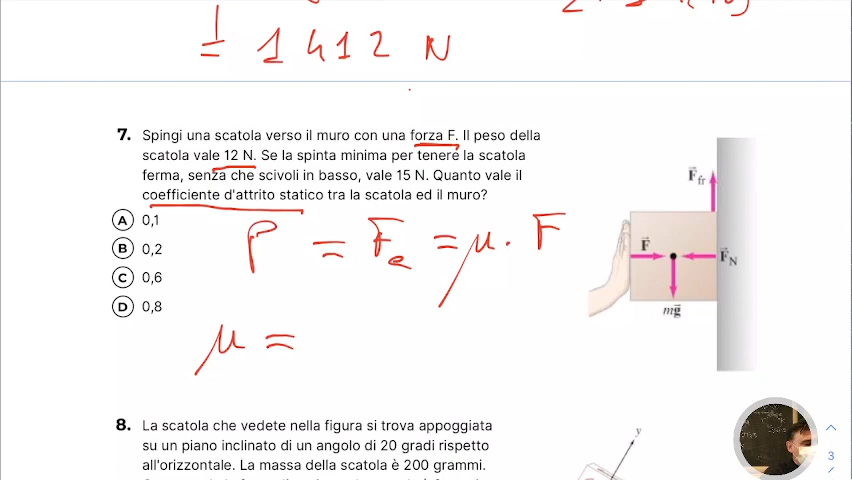 = 1412 N
7. Spingi una scatola verso il muro con una forza F. Il peso della
scatola vale 12 N. Se la spinta minima per tenere la scatola
ferma, senza che scivoli in basso, vale 15 N. Quanto vale il
coefficiente d'attrito statico tra la scatola ed il muro?
A 0,1
B 0,2
C 0,6
D 0,8
P = Fe = μ · F
μ =
F fr
F
F N
mg
8. La scatola che vedete nella figura si trova appoggiata
su un piano inclinato di un angolo di 20 gradi rispetto
all'orizzontale. La massa della scatola è 200 grammi.
y
3